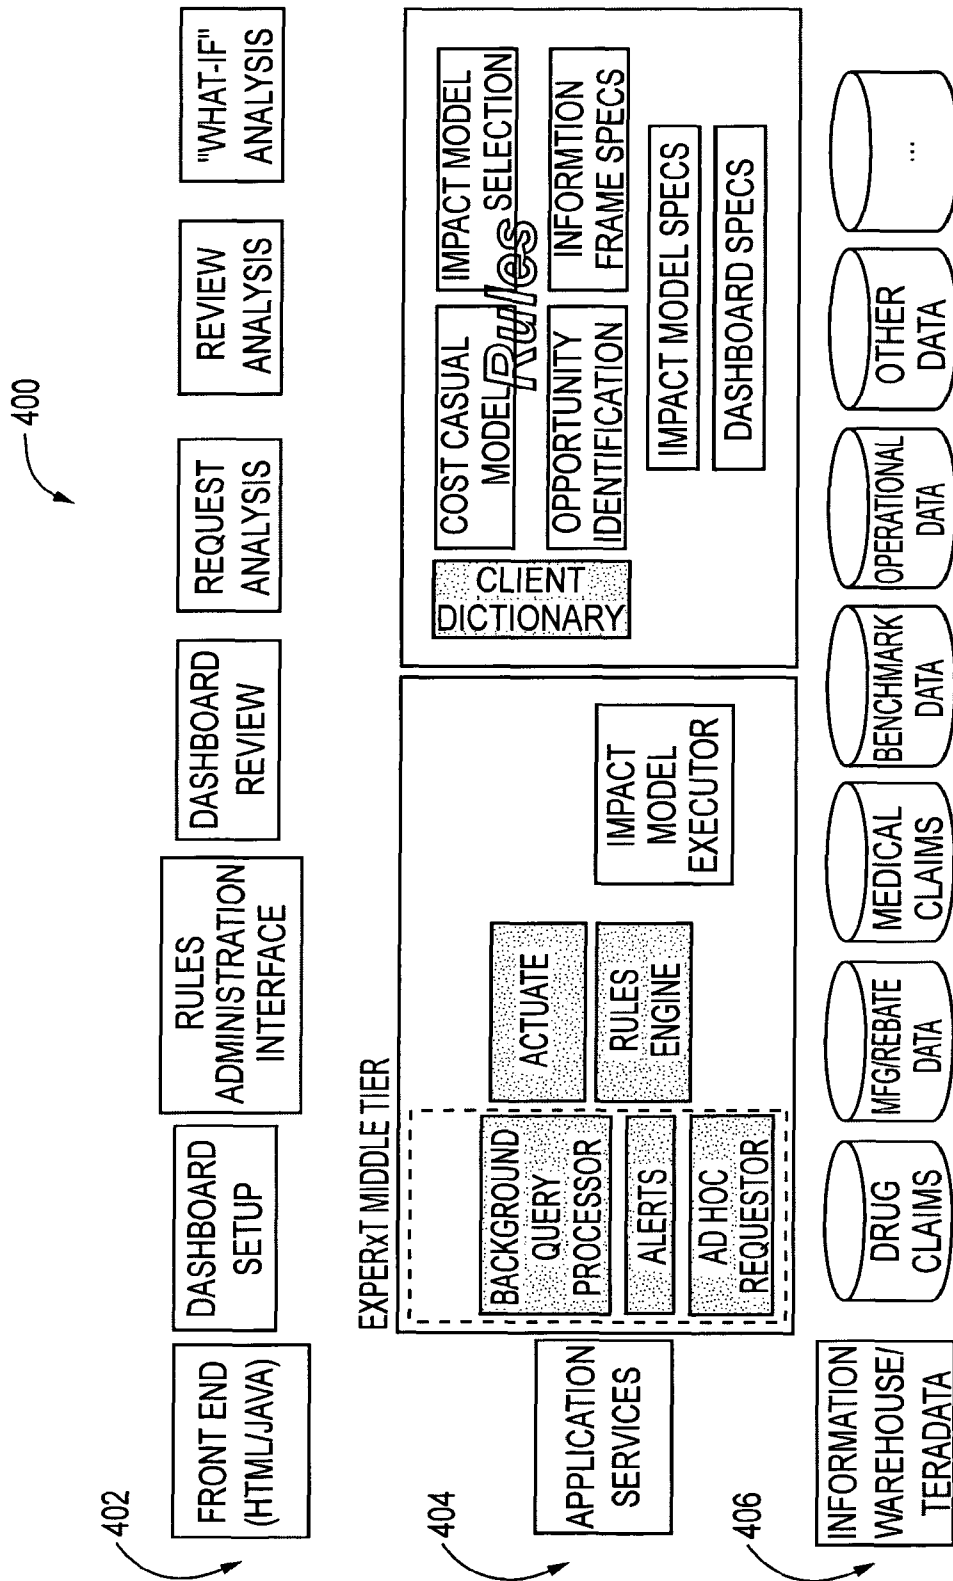 400
402
FRONT END
(HTML/JAVA)
DASHBOARD
SETUP
RULES
ADMINISTRATION
INTERFACE
DASHBOARD
REVIEW
REQUEST
ANALYSIS
REVIEW
ANALYSIS
"WHAT-IF"
ANALYSIS
404
APPLICATION
SERVICES
EXPERxT MIDDLE TIER
BACKGROUND
QUERY
PROCESSOR
ALERTS
AD HOC
REQUESTOR
ACTUATE
RULES
ENGINE
IMPACT
MODEL
EXECUTOR
CLIENT
DICTIONARY
COST CASUAL
MODEL
IMPACT MODEL
SELECTION
Rules
OPPORTUNITY
IDENTIFICATION
INFORMTION
FRAME SPECS
IMPACT MODEL SPECS
DASHBOARD SPECS
406
INFORMATION
WAREHOUSE/
TERADATA
DRUG
CLAIMS
MFG/REBATE
DATA
MEDICAL
CLAIMS
BENCHMARK
DATA
OPERATIONAL
DATA
OTHER
DATA
....